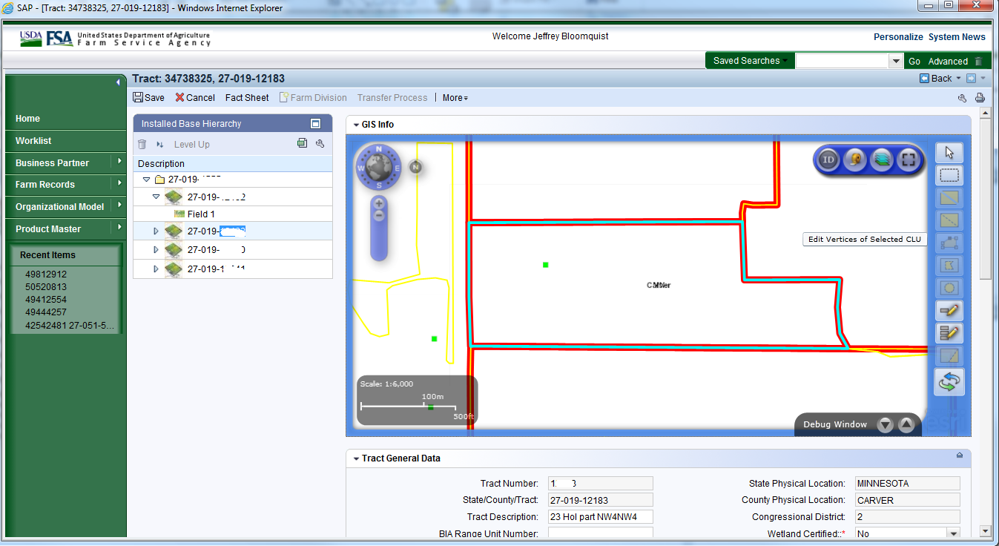 SAP - [Tract: 34738325, 27-019-12183] - Windows Internet Explorer
USDA FSA United States Department of Agriculture
Farm Service Agency
Welcome Jeffrey Bloomquist
Personalize System News
Saved Searches Go Advanced
Tract: 34738325, 27-019-12183
Back
Save Cancel Fact Sheet Farm Division Transfer Process | More
Home
Worklist
Business Partner
Farm Records
Organizational Model
Product Master
Recent Items
49812912
50520813
49412554
49444257
42542481 27-051-5...
Installed Base Hierarchy
Level Up
Description
27-019-
27-019-
Field 1
27-019-
27-019-
27-019-1
GIS Info
N
W E
S
N
ID
Edit Vertices of Selected CLU
Scale: 1:6,000
100m
500ft
Debug Window
Tract General Data
Tract Number: 1 3
State/County/Tract: 27-019-12183
Tract Description: 23 Hol part NW4NW4
BIA Range Unit Number:
State Physical Location: MINNESOTA
County Physical Location: CARVER
Congressional District: 2
Wetland Certified::* No